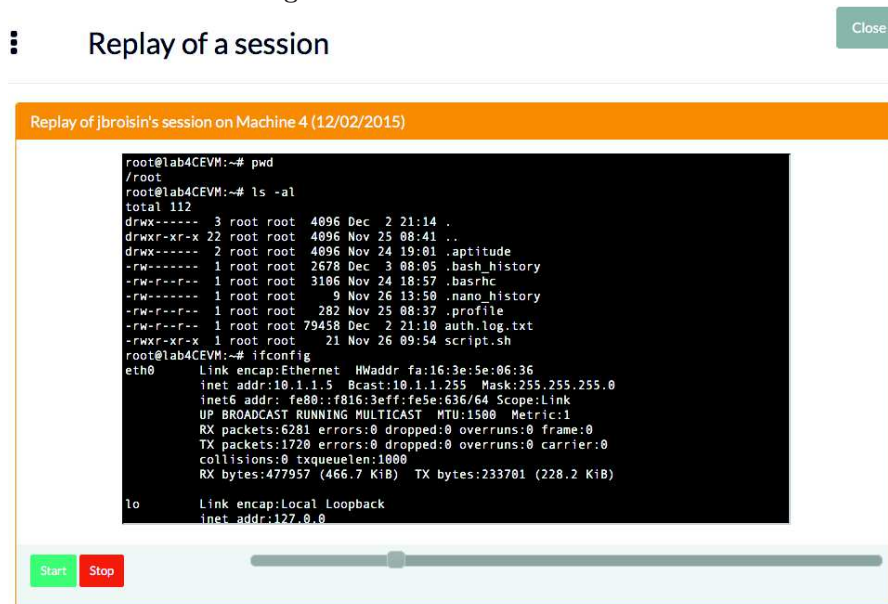 Replay of a session
Close
Replay of jbroisin's session on Machine 4 (12/02/2015)
root@lab4CEVM:~# pwd
/root
root@lab4CEVM:~# ls -al
total 112
drwx------  3 root root  4096 Dec  2 21:14 .
drwxr-xr-x 22 root root  4096 Nov 25 08:41 ..
drwx------  2 root root  4096 Nov 24 19:01 .aptitude
-rw-------  1 root root  2678 Dec  3 08:05 .bash_history
-rw-r--r--  1 root root  3106 Nov 24 18:57 .basrhc
-rw-------  1 root root     9 Nov 26 13:50 .nano_history
-rw-r--r--  1 root root   282 Nov 25 08:37 .profile
-rw-r--r--  1 root root 79458 Dec  2 21:10 auth.log.txt
-rwxr-xr-x  1 root root    21 Nov 26 09:54 script.sh
root@lab4CEVM:~# ifconfig
eth0      Link encap:Ethernet  HWaddr fa:16:3e:5e:06:36
          inet addr:10.1.1.5  Bcast:10.1.1.255  Mask:255.255.255.0
          inet6 addr: fe80::f816:3eff:fe5e:636/64 Scope:Link
          UP BROADCAST RUNNING MULTICAST  MTU:1500  Metric:1
          RX packets:6281 errors:0 dropped:0 overruns:0 frame:0
          TX packets:1720 errors:0 dropped:0 overruns:0 carrier:0
          collisions:0 txqueuelen:1000
          RX bytes:477957 (466.7 KiB)  TX bytes:233701 (228.2 KiB)
lo        Link encap:Local Loopback
          inet addr:127.0.0
Start
Stop